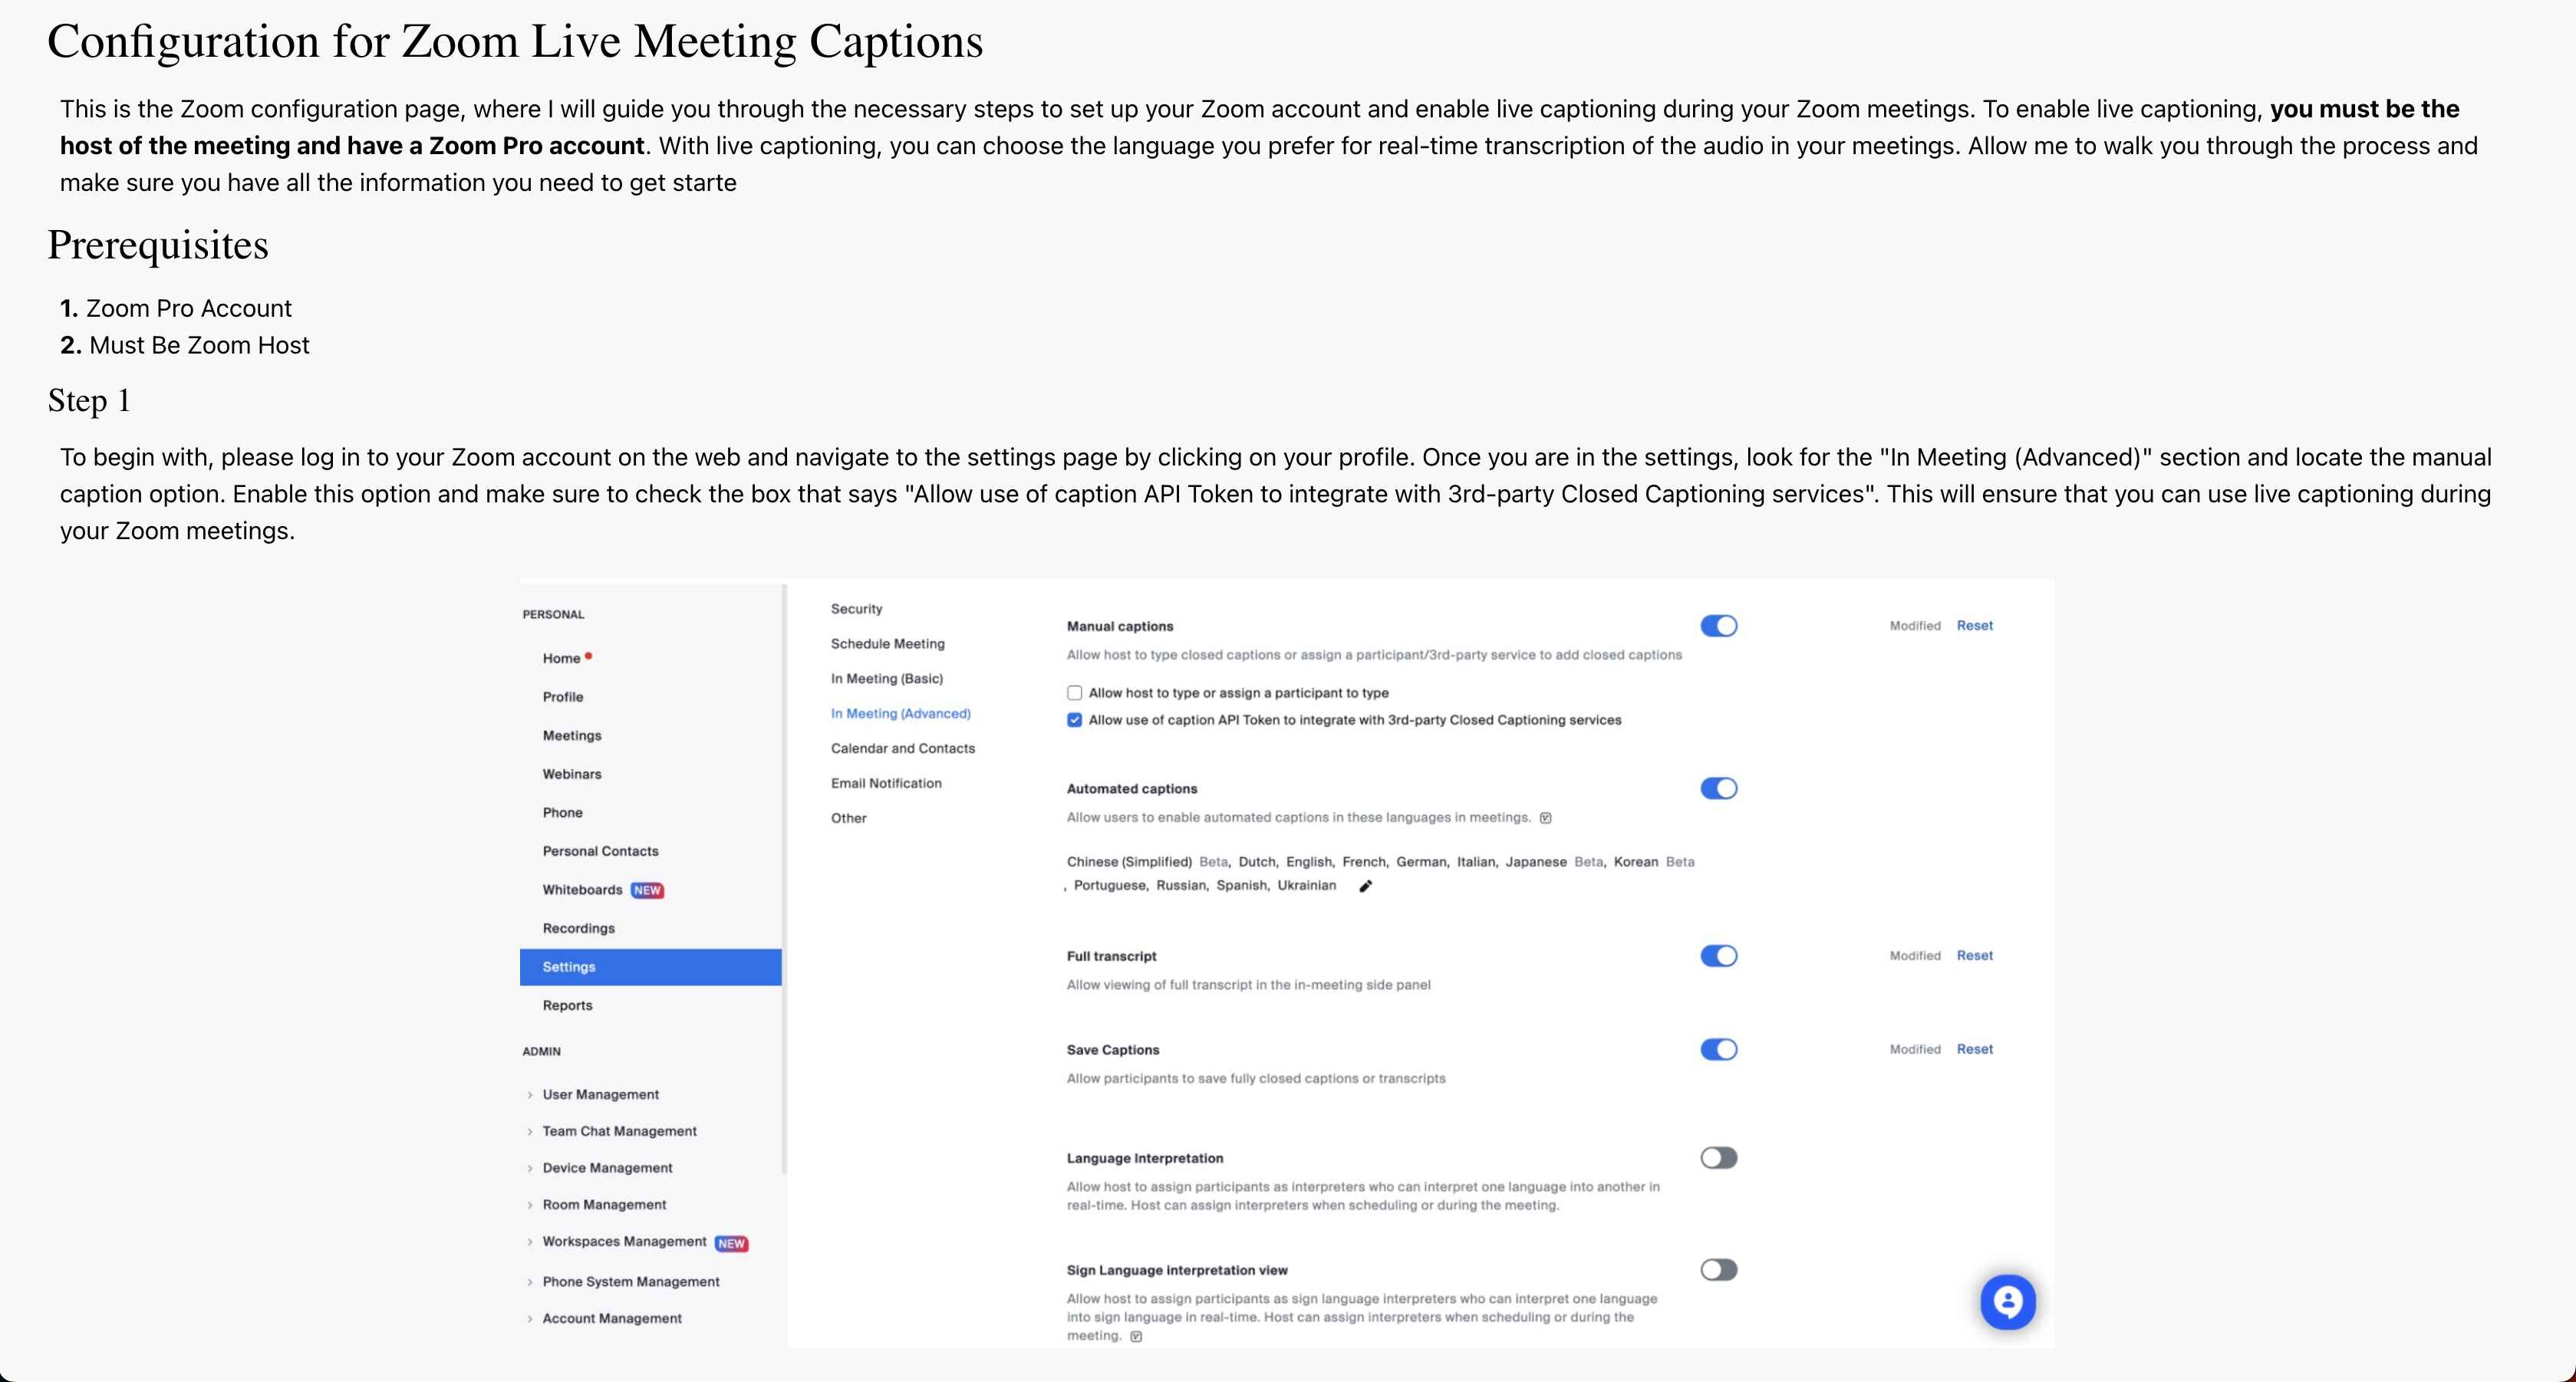 Configuration for Zoom Live Meeting Captions
This is the Zoom configuration page, where I will guide you through the necessary steps to set up your Zoom account and enable live captioning during your Zoom meetings. To enable live captioning, you must be the
host of the meeting and have a Zoom Pro account. With live captioning, you can choose the language you prefer for real-time transcription of the audio in your meetings. Allow me to walk you through the process and
make sure you have all the information you need to get starte
Prerequisites
1. Zoom Pro Account
2. Must Be Zoom Host
Step 1
To begin with, please log in to your Zoom account on the web and navigate to the settings page by clicking on your profile. Once you are in the settings, look for the "In Meeting (Advanced)" section and locate the manual
caption option. Enable this option and make sure to check the box that says "Allow use of caption API Token to integrate with 3rd-party Closed Captioning services". This will ensure that you can use live captioning during
your Zoom meetings.
PERSONAL
Home
Profile
Meetings
Webinars
Phone
Personal Contacts
Whiteboards NEW
Recordings
Settings
Reports
ADMIN
User Management
Team Chat Management
Device Management
Room Management
Workspaces Management NEW
Phone System Management
Account Management
Security
Schedule Meeting
In Meeting (Basic)
In Meeting (Advanced)
Calendar and Contacts
Email Notification
Other
Manual captions
Modified Reset
Allow host to type closed captions or assign a participant/3rd-party service to add closed captions
Allow host to type or assign a participant to type
Allow use of caption API Token to integrate with 3rd-party Closed Captioning services
Automated captions
Allow users to enable automated captions in these languages in meetings.
Chinese (Simplified) Beta, Dutch, English, French, German, Italian, Japanese Beta, Korean Beta
, Portuguese, Russian, Spanish, Ukrainian
Full transcript
Modified Reset
Allow viewing of full transcript in the in-meeting side panel
Save Captions
Modified Reset
Allow participants to save fully closed captions or transcripts
Language Interpretation
Allow host to assign participants as interpreters who can interpret one language into another in
real-time. Host can assign interpreters when scheduling or during the meeting.
Sign Language interpretation view
Allow host to assign participants as sign language interpreters who can interpret one language
into sign language in real-time. Host can assign interpreters when scheduling or during the
meeting.